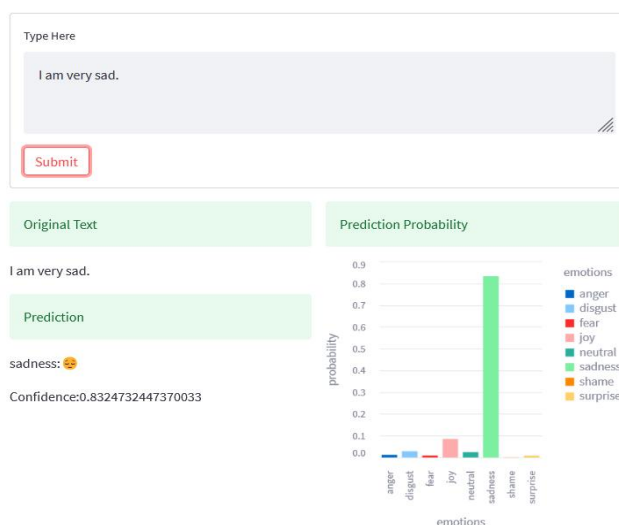 Type Here
I am very sad.
Submit
Original Text
I am very sad.
Prediction
sadness: 😔
Confidence:0.8324732447370033
Prediction Probability
0.9
0.8
0.7
0.6
0.5
0.4
0.3
0.2
0.1
0.0
probability
anger
disgust
fear
joy
neutral
sadness
shame
surprise
emotions
emotions
anger
disgust
fear
joy
neutral
sadness
shame
surprise